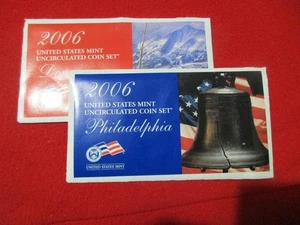 2006
UNITED STATES MINT
UNCIRCULATED COIN SET
2006
UNITED STATES MINT
UNCIRCULATED COIN SET
Philadelphia
UNITED STATES MINT